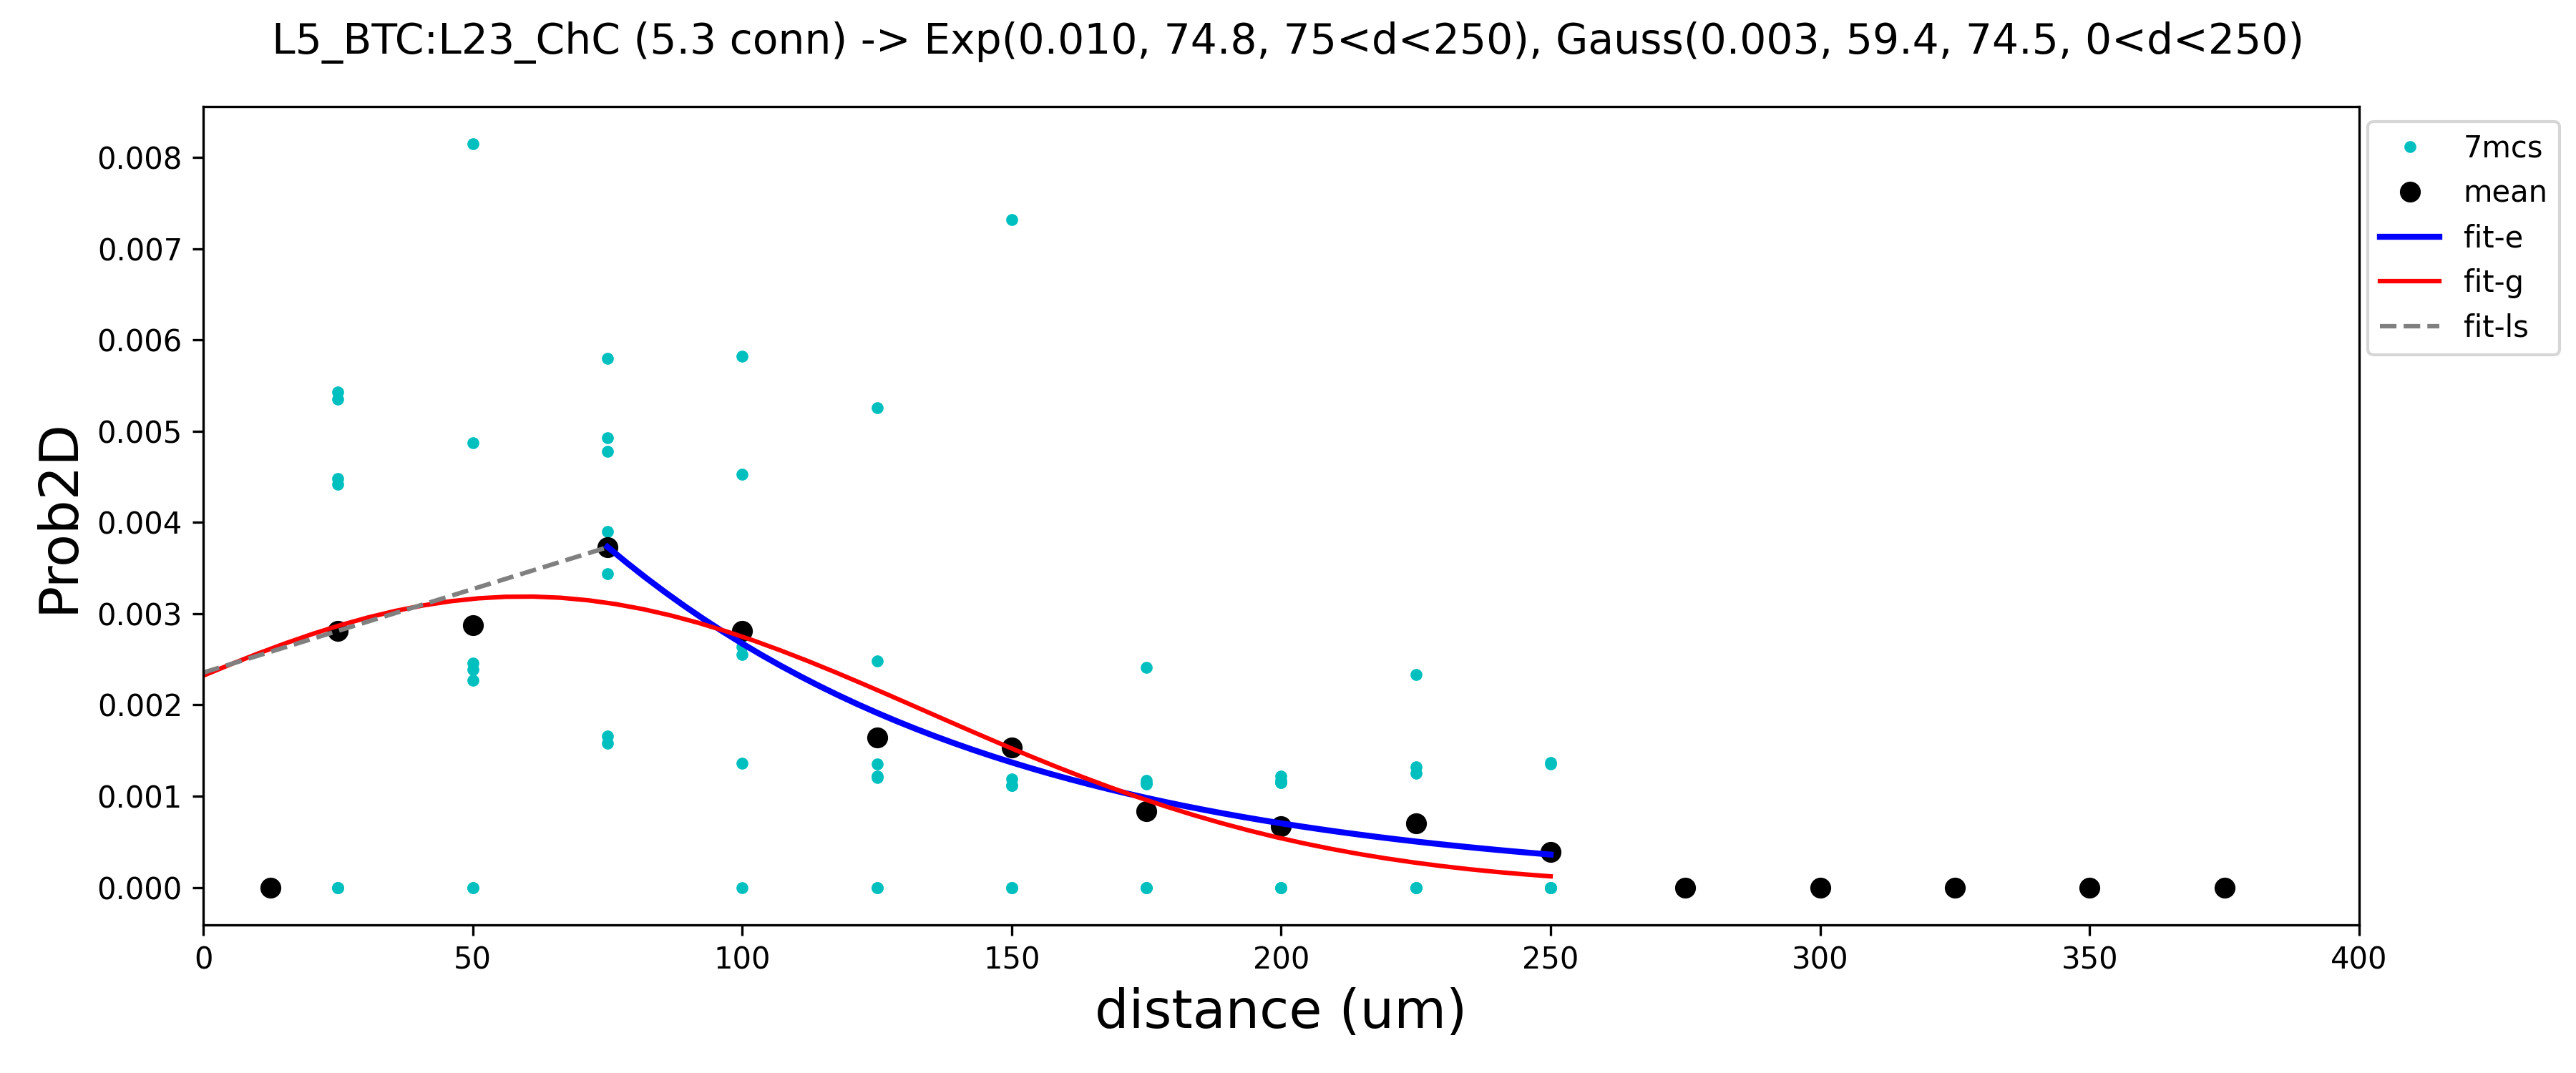 L5_BTC:L23_ChC (5.3 conn) -> Exp(0.010, 74.8, 75<d<250), Gauss(0.003, 59.4, 74.5, 0<d<250)
7mcs
mean
fit-e
fit-g
fit-ls
Prob2D
0.008
0.007
0.006
0.005
0.004
0.003
0.002
0.001
0.000
0 50 100 150 200 250 300 350 400
distance (um)